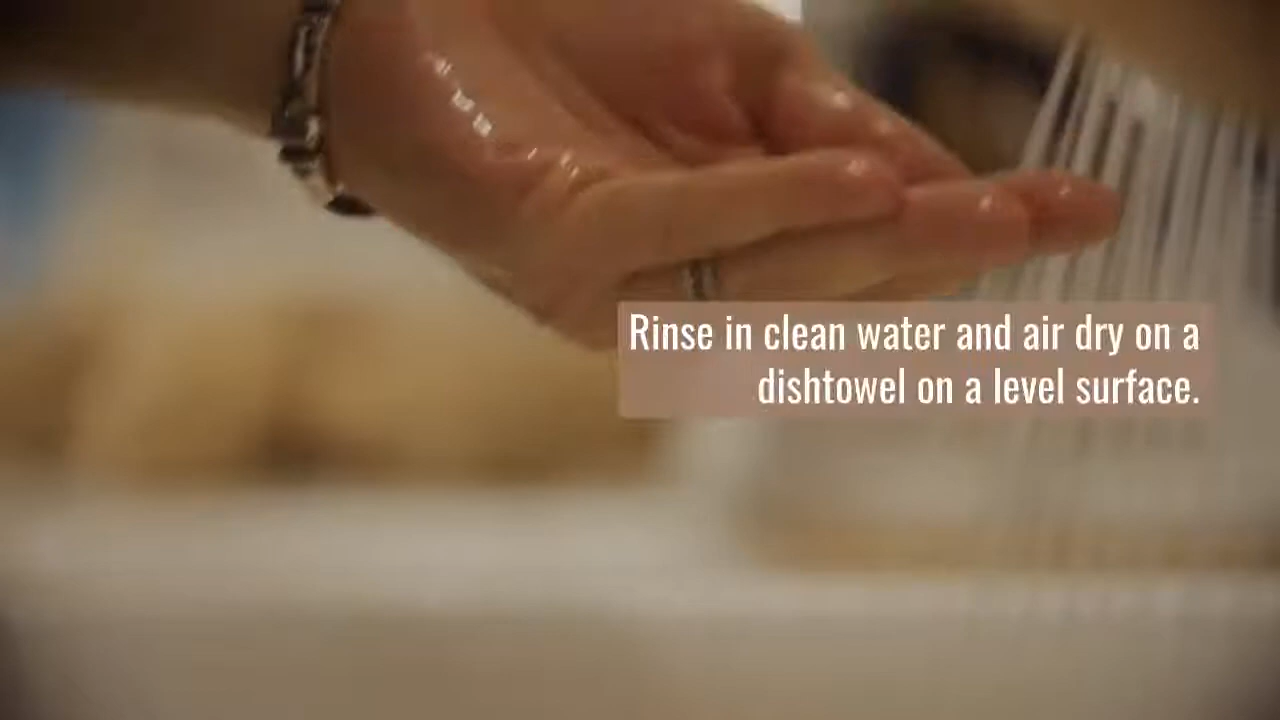 Rinse in clean water and air dry on a
dishtowel on a level surface.